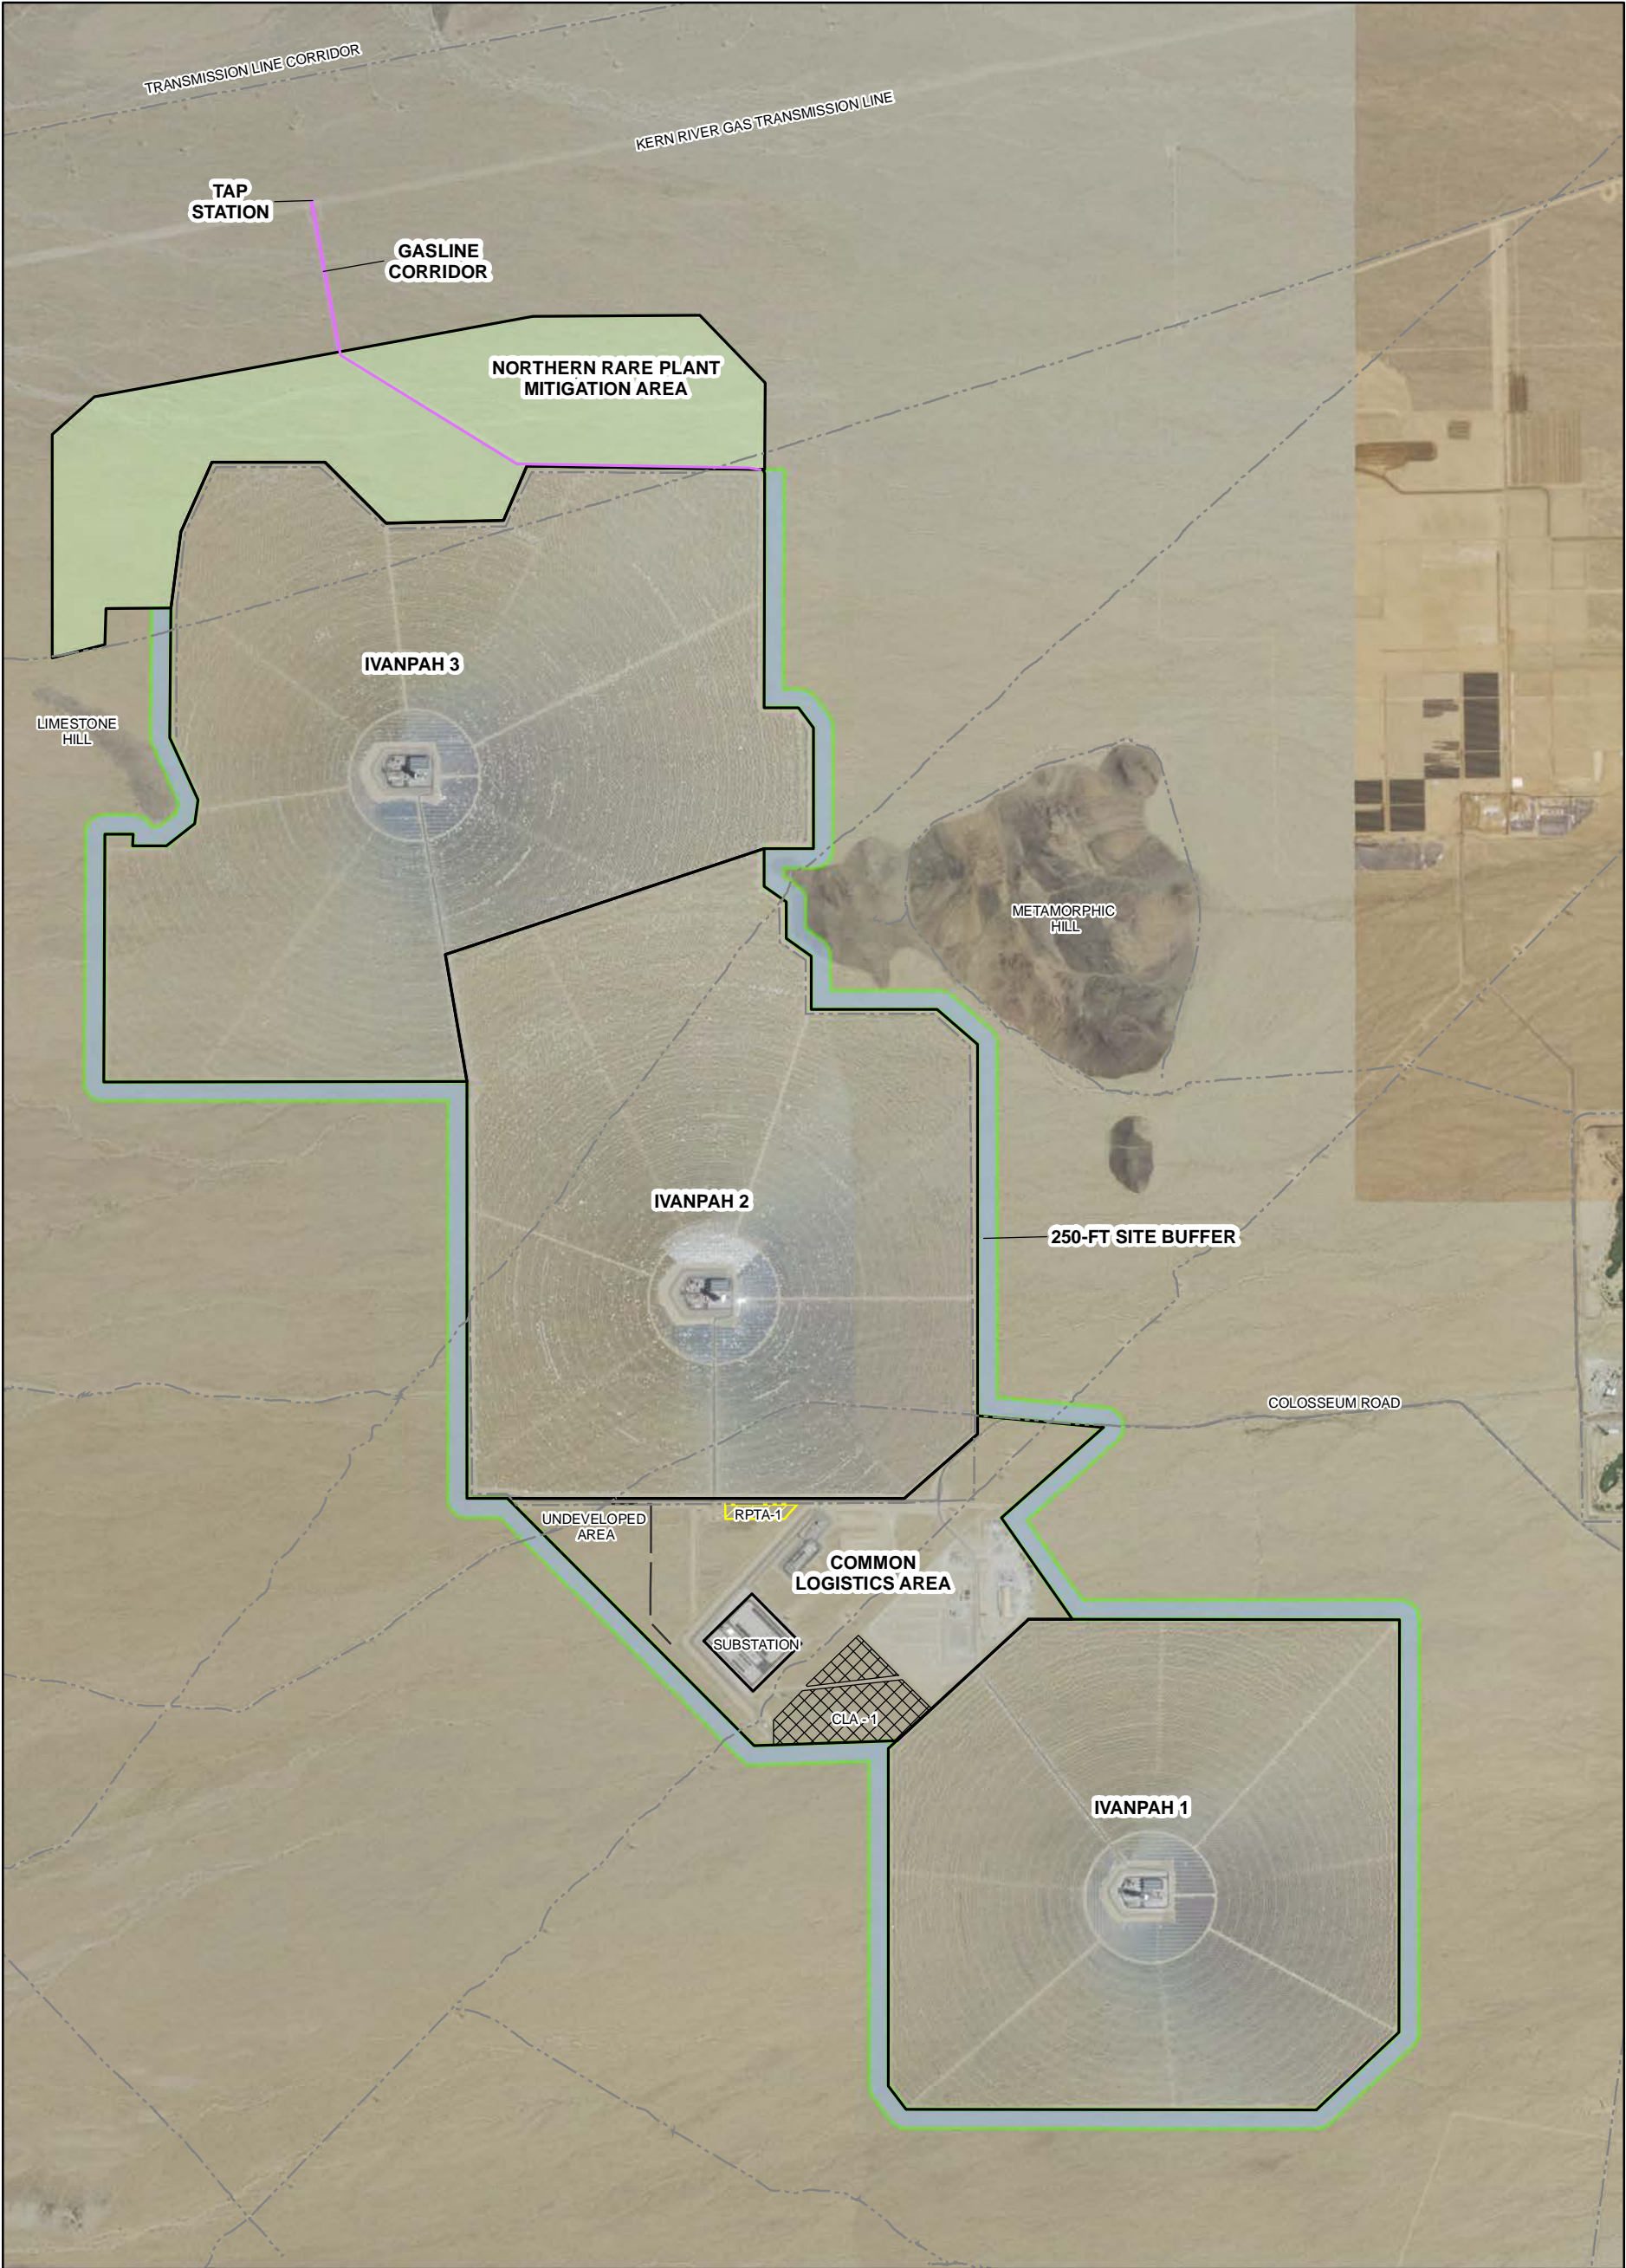 TRANSMISSION LINE CORRIDOR
KERN RIVER GAS TRANSMISSION LINE
TAP
STATION
GASLINE
CORRIDOR
NORTHERN RARE PLANT
MITIGATION AREA
IVANPAH 3
LIMESTONE
HILL
METAMORPHIC
HILL
IVANPAH 2
250-FT SITE BUFFER
COLOSSEUM ROAD
RPTA-1
UNDEVELOPED
AREA
COMMON
LOGISTICS AREA
SUBSTATION
CLA - 1
IVANPAH 1